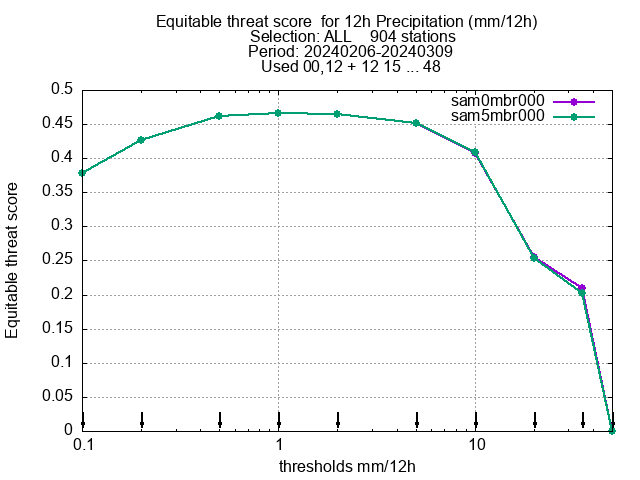 Equitable threat score  for 12h Precipitation (mm/12h)
Selection: ALL    904 stations
Period: 20240206-20240309
Used 00,12 + 12 15 ... 48
sam0mbr000
sam5mbr000
0.5
0.45
0.4
0.35
0.3
0.25
0.2
0.15
0.1
0.05
0
Equitable threat score
0.1 1 10
thresholds mm/12h